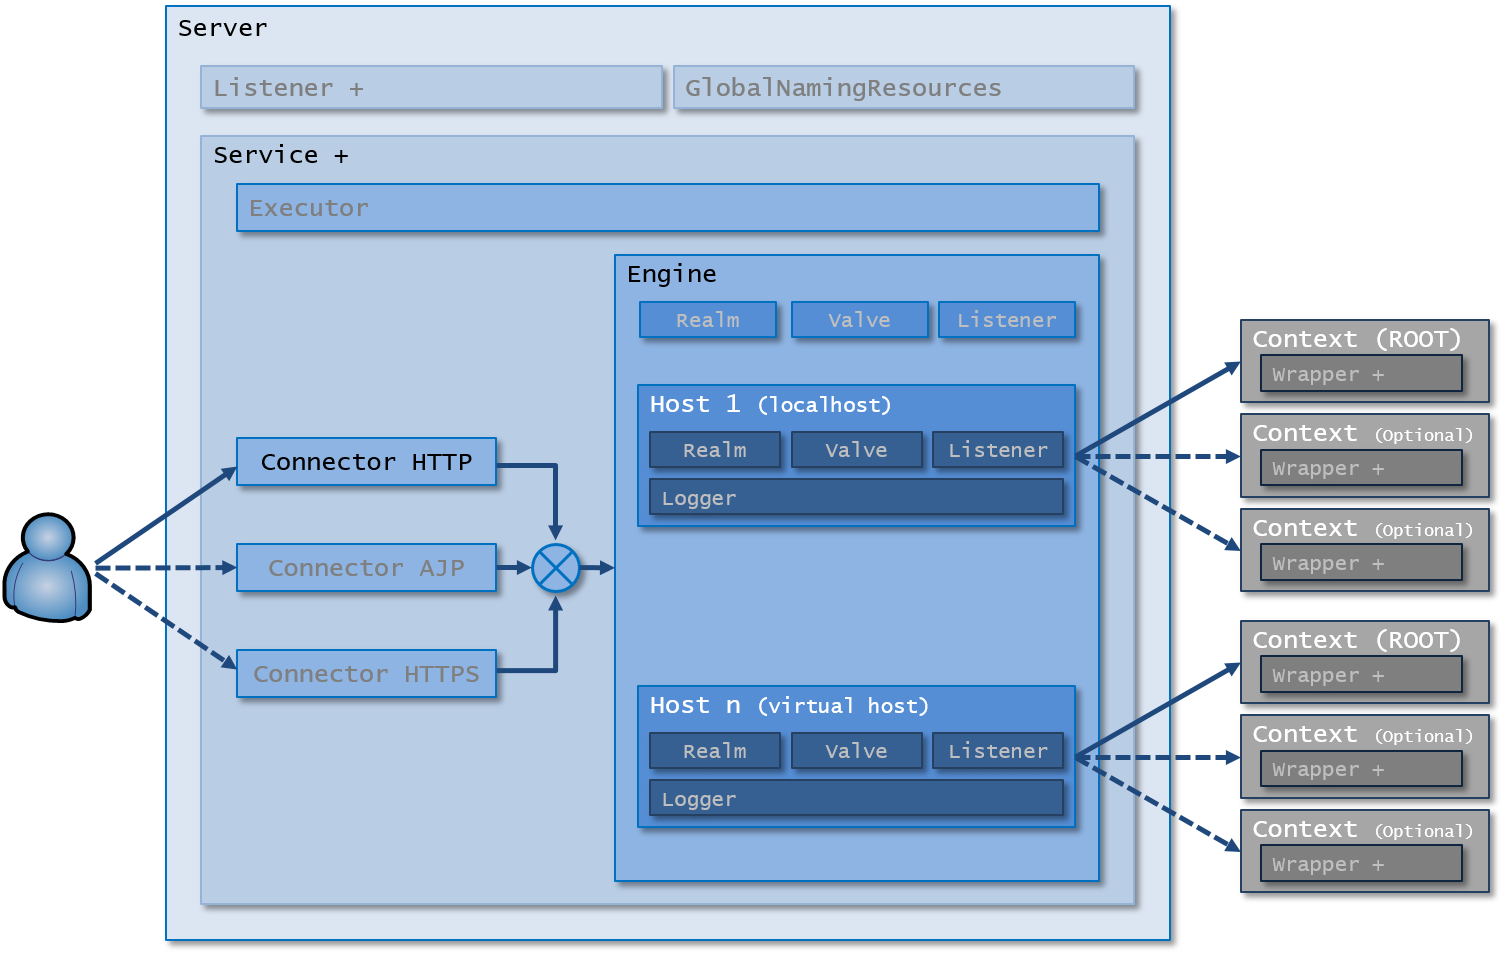 Server
Listener +
GlobalNamingResources
Service +
Executor
Engine
Realm
Valve
Listener
Host 1 (localhost)
Realm
Valve
Listener
Logger
Connector HTTP
Connector AJP
Connector HTTPS
Host n (virtual host)
Realm
Valve
Listener
Logger
Context (ROOT)
Wrapper +
Context (Optional)
Wrapper +
Context (Optional)
Wrapper +
Context (ROOT)
Wrapper +
Context (Optional)
Wrapper +
Context (Optional)
Wrapper +